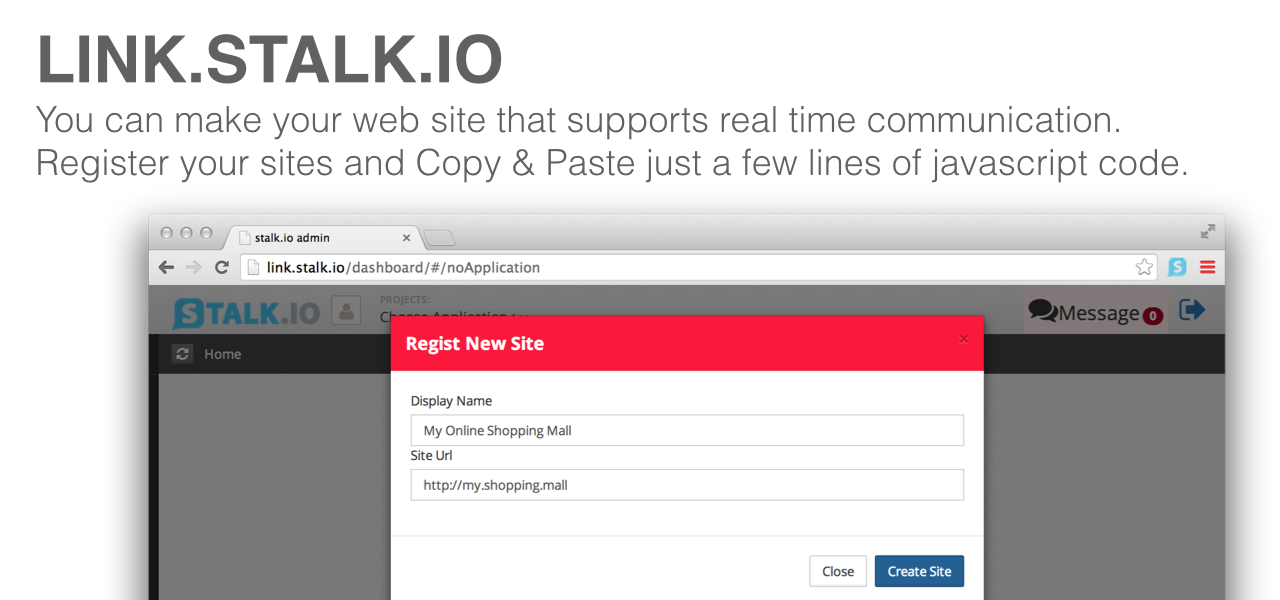 LINK.STALK.IO
You can make your web site that supports real time communication.
Register your sites and Copy & Paste just a few lines of javascript code.
stalk.io admin
link.stalk.io/dashboard/#/noApplication
STALK.IO
PROJECTS:
Choose Application
Message 0
Home
Regist New Site
Display Name
My Online Shopping Mall
Site Url
http://my.shopping.mall
Close Create Site